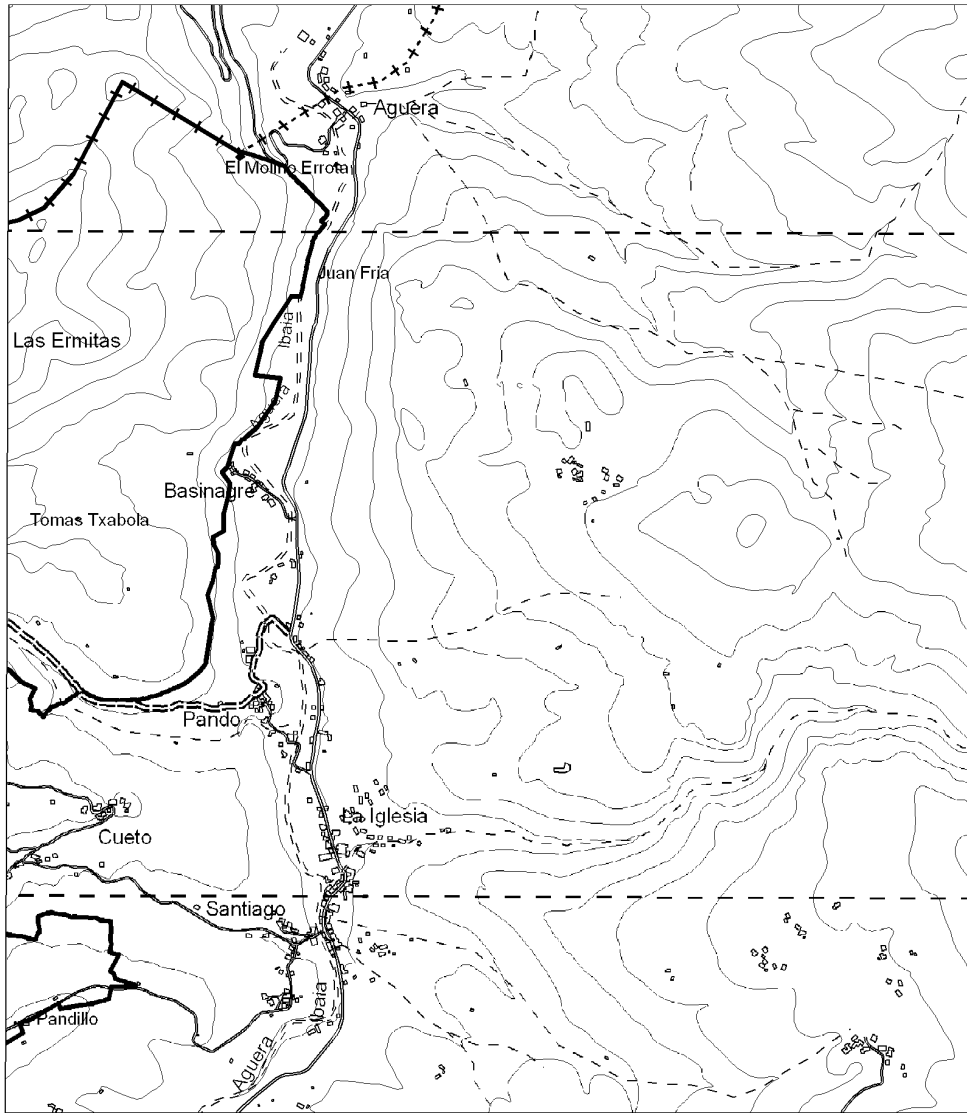 Aguera
El Molino Errota
Juan Fria
Ibaia
Las Ermitas
Aguera
Basinagre
Tomas Txabola
Pando
La Iglesia
Cueto
Santiago
Ibaia
Pandillo
Aguera